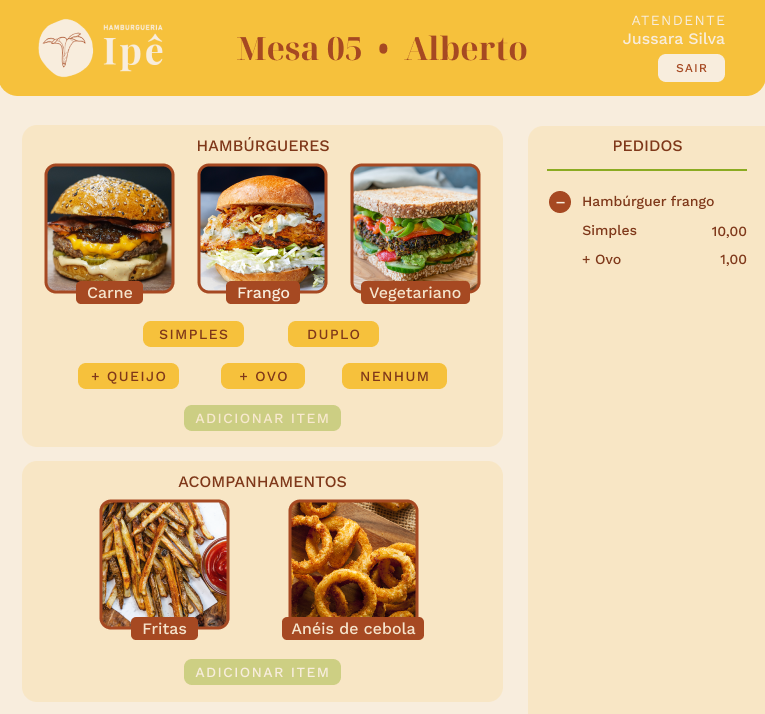 HAMBURGUERIA
Ipê
Mesa 05 • Alberto
ATENDENTE
Jussara Silva
SAIR
HAMBÚRGUERES
Carne
Frango
Vegetariano
SIMPLES
DUPLO
+ QUEIJO
+ OVO
NENHUM
ADICIONAR ITEM
ACOMPANHAMENTOS
Fritas
Anéis de cebola
ADICIONAR ITEM
PEDIDOS
Hambúrguer frango
Simples 10,00
+ Ovo 1,00